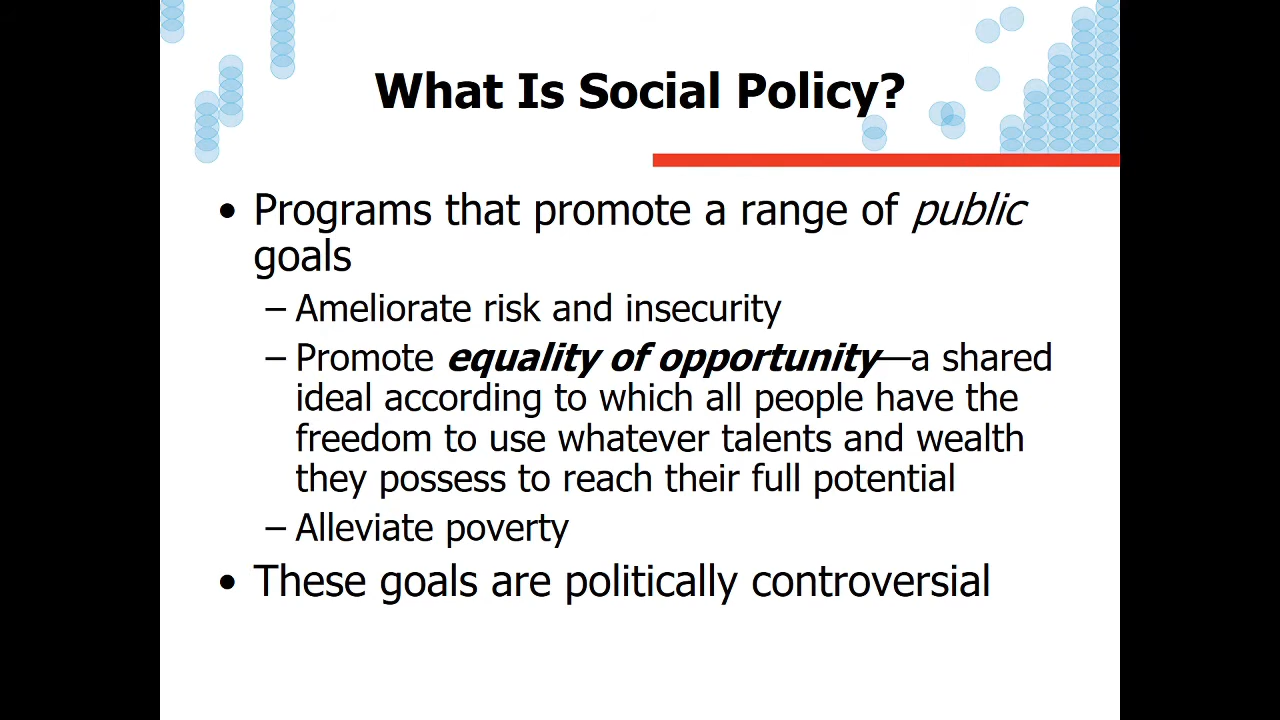 What Is Social Policy?
• Programs that promote a range of public
goals
– Ameliorate risk and insecurity
– Promote equality of opportunity—a shared
ideal according to which all people have the
freedom to use whatever talents and wealth
they possess to reach their full potential
– Alleviate poverty
• These goals are politically controversial